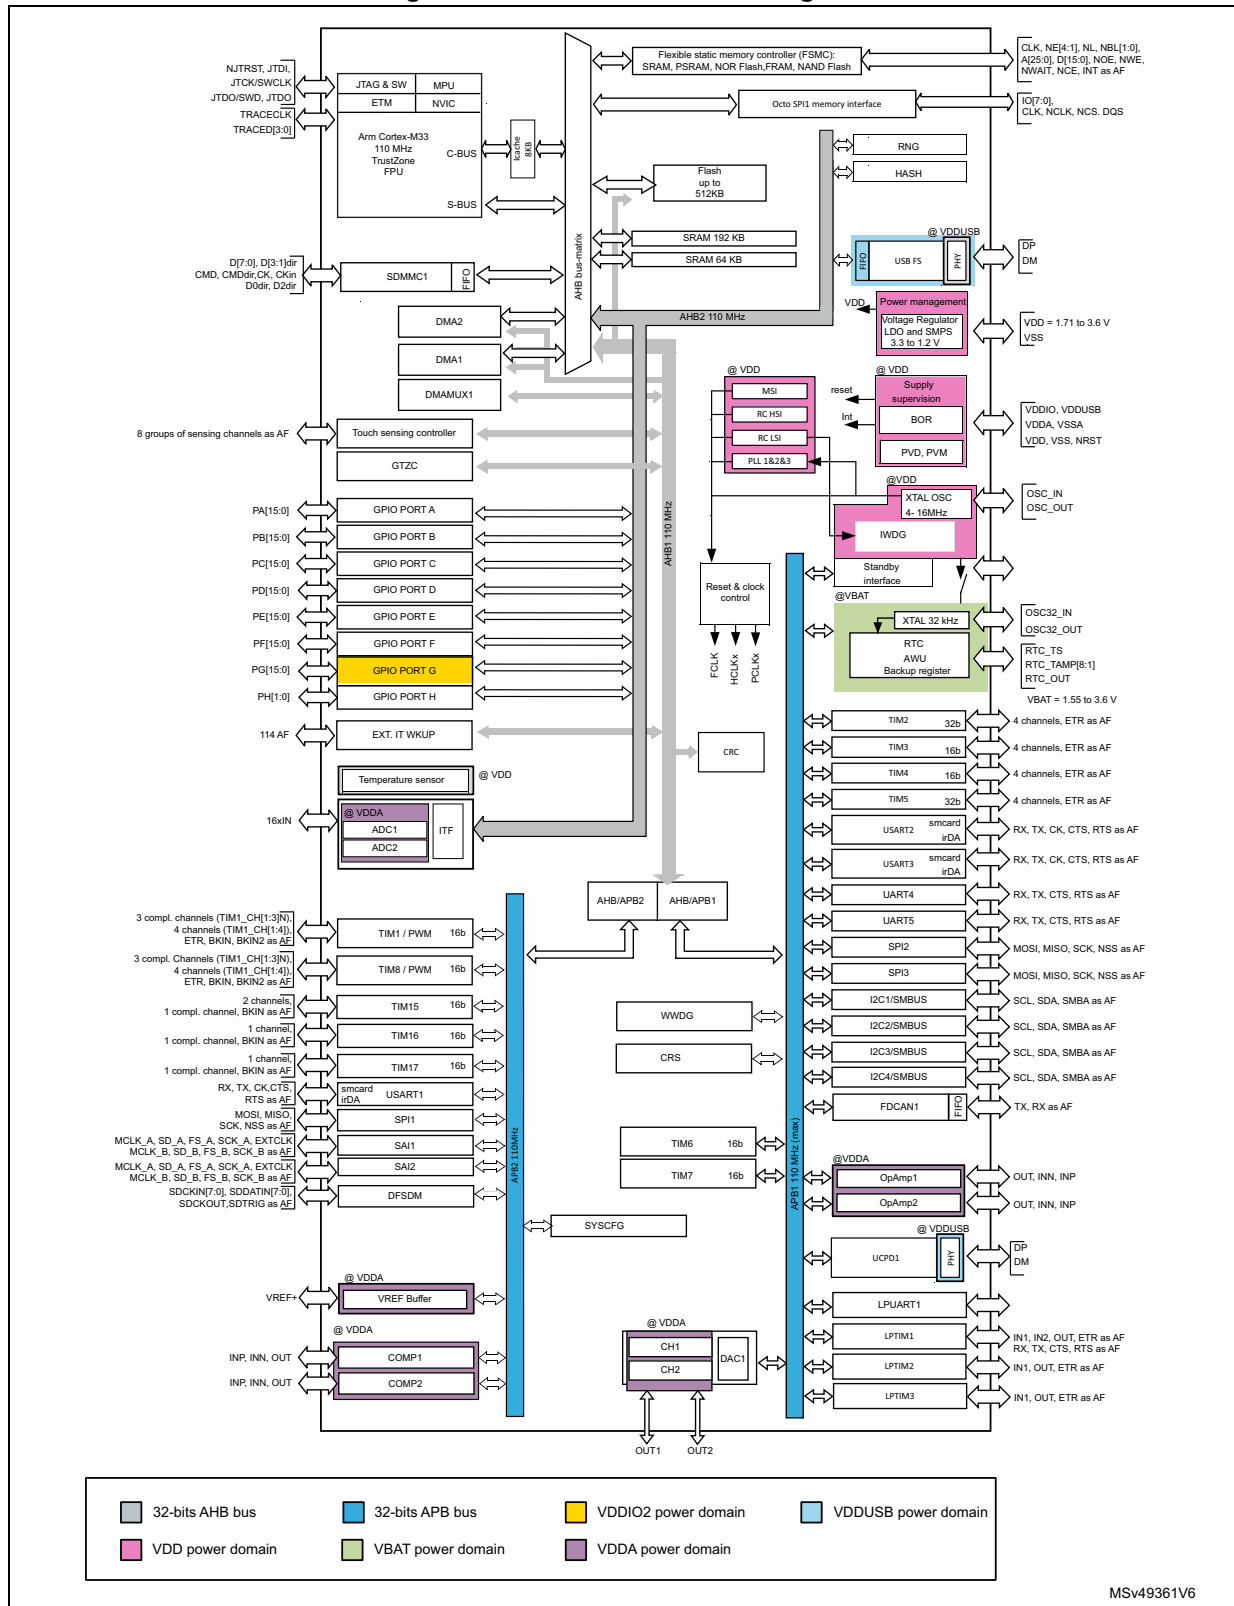 NJTRST, JTDI,
JTCK/SWCLK
JTDO/SWD, JTDO
TRACECLK
TRACED[3:0]
JTAG & SW
MPU
ETM
NVIC
Arm Cortex-M33
110 MHz
TrustZone
FPU
C-BUS
S-BUS
Icache
8KB
AHB bus-matrix
Flexible static memory controller (FSMC):
SRAM, PSRAM, NOR Flash,FRAM, NAND Flash
CLK, NE[4:1], NL, NBL[1:0],
A[25:0], D[15:0], NOE, NWE,
NWAIT, NCE, INT as AF
Octo SPI1 memory interface
IO[7:0],
CLK, NCLK, NCS. DQS
RNG
HASH
Flash
up to
512KB
SRAM 192 KB
SRAM 64 KB
@ VDDUSB
FIFO
USB FS
PHY
DP
DM
D[7:0], D[3:1]dir
CMD, CMDdir,CK, CKin
D0dir, D2dir
SDMMC1
FIFO
AHB2 110 MHz
VDD
Power management
Voltage Regulator
LDO and SMPS
3.3 to 1.2 V
VDD = 1.71 to 3.6 V
VSS
DMA2
DMA1
DMAMUX1
@ VDD
MSI
RC HSI
RC LSI
PLL 1&2&3
@ VDD
reset
Int
Supply
supervision
BOR
PVD, PVM
VDDIO, VDDUSB
VDDA, VSSA
VDD, VSS, NRST
8 groups of sensing channels as AF
Touch sensing controller
GTZC
@VDD
XTAL OSC
4- 16MHz
IWDG
OSC_IN
OSC_OUT
Standby
interface
@VBAT
XTAL 32 kHz
RTC
AWU
Backup register
OSC32_IN
OSC32_OUT
RTC_TS
RTC_TAMP[8:1]
RTC_OUT
VBAT = 1.55 to 3.6 V
AHB1 110 MHz
Reset & clock
control
FCLK
HCLKx
PCLKx
PA[15:0]
GPIO PORT A
PB[15:0]
GPIO PORT B
PC[15:0]
GPIO PORT C
PD[15:0]
GPIO PORT D
PE[15:0]
GPIO PORT E
PF[15:0]
GPIO PORT F
PG[15:0]
GPIO PORT G
PH[1:0]
GPIO PORT H
114 AF
EXT. IT WKUP
CRC
Temperature sensor
@ VDD
16xIN
@ VDDA
ADC1
ADC2
ITF
AHB/APB2
AHB/APB1
TIM2
32b
4 channels, ETR as AF
TIM3
16b
4 channels, ETR as AF
TIM4
16b
4 channels, ETR as AF
TIM5
32b
4 channels, ETR as AF
USART2
smcard
irDA
RX, TX, CK, CTS, RTS as AF
USART3
smcard
irDA
RX, TX, CK, CTS, RTS as AF
UART4
RX, TX, CTS, RTS as AF
UART5
RX, TX, CTS, RTS as AF
SPI2
MOSI, MISO, SCK, NSS as AF
SPI3
MOSI, MISO, SCK, NSS as AF
I2C1/SMBUS
SCL, SDA, SMBA as AF
I2C2/SMBUS
SCL, SDA, SMBA as AF
I2C3/SMBUS
SCL, SDA, SMBA as AF
I2C4/SMBUS
SCL, SDA, SMBA as AF
FDCAN1
FIFO
TX, RX as AF
3 compl. channels (TIM1_CH[1:3]N),
4 channels (TIM1_CH[1:4]),
ETR, BKIN, BKIN2 as AF
TIM1 / PWM
16b
3 compl. Channels (TIM1_CH[1:3]N),
4 channels (TIM1_CH[1:4]),
ETR, BKIN, BKIN2 as AF
TIM8 / PWM
16b
2 channels,
1 compl. channel, BKIN as AF
TIM15
16b
1 channel,
1 compl. channel, BKIN as AF
TIM16
16b
1 channel,
1 compl. channel, BKIN as AF
TIM17
16b
RX, TX, CK,CTS,
RTS as AF
smcard
irDA
USART1
MOSI, MISO,
SCK, NSS as AF
SPI1
MCLK_A, SD_A, FS_A, SCK_A, EXTCLK
MCLK_B, SD_B, FS_B, SCK_B as AF
SAI1
MCLK_A, SD_A, FS_A, SCK_A, EXTCLK
MCLK_B, SD_B, FS_B, SCK_B as AF
SAI2
SDCKIN[7:0], SDDATIN[7:0],
SDCKOUT,SDTRIG as AF
DFSDM
APB2 110MHz
WWDG
CRS
TIM6
16b
TIM7
16b
APB1 110 MHz (max)
SYSCFG
@VDDA
OpAmp1
OUT, INN, INP
OpAmp2
OUT, INN, INP
@ VDDUSB
UCPD1
PHY
DP
DM
LPUART1
LPTIM1
IN1, IN2, OUT, ETR as AF
RX, TX, CTS, RTS as AF
LPTIM2
IN1, OUT, ETR as AF
LPTIM3
IN1, OUT, ETR as AF
@ VDDA
VREF+
VREF Buffer
@ VDDA
INP, INN, OUT
COMP1
INP, INN, OUT
COMP2
@ VDDA
CH1
CH2
DAC1
OUT1
OUT2
32-bits AHB bus
32-bits APB bus
VDDIO2 power domain
VDDUSB power domain
VDD power domain
VBAT power domain
VDDA power domain
MSv49361V6